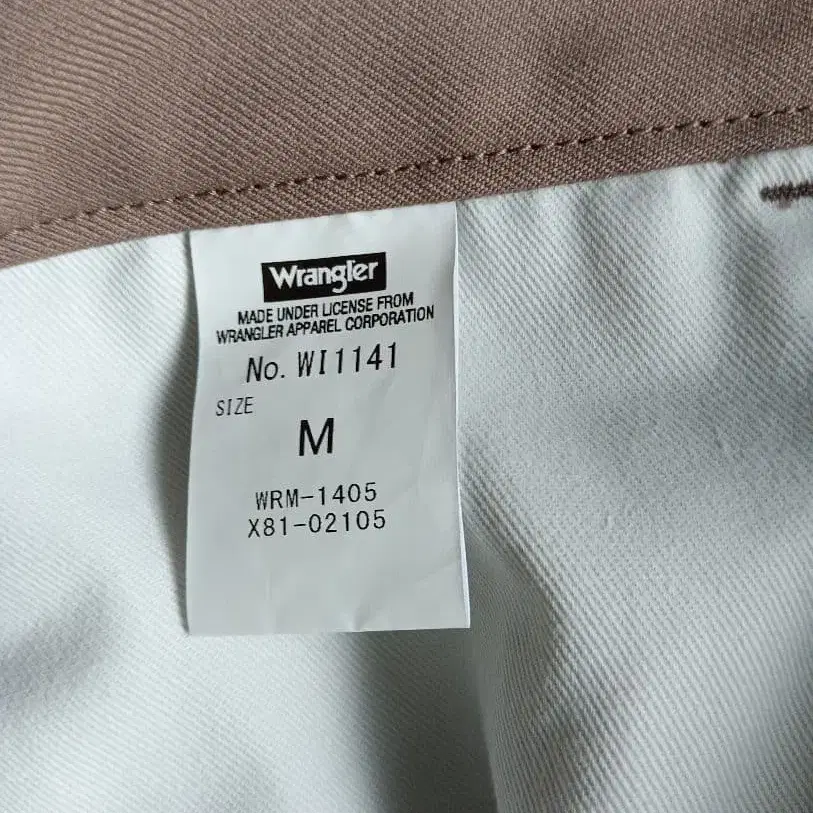 Wrangler
MADE UNDER LICENSE FROM
WRANGLER APPAREL CORPORATION
No. WI1141
SIZE
M
WRM-1405
X81-02105